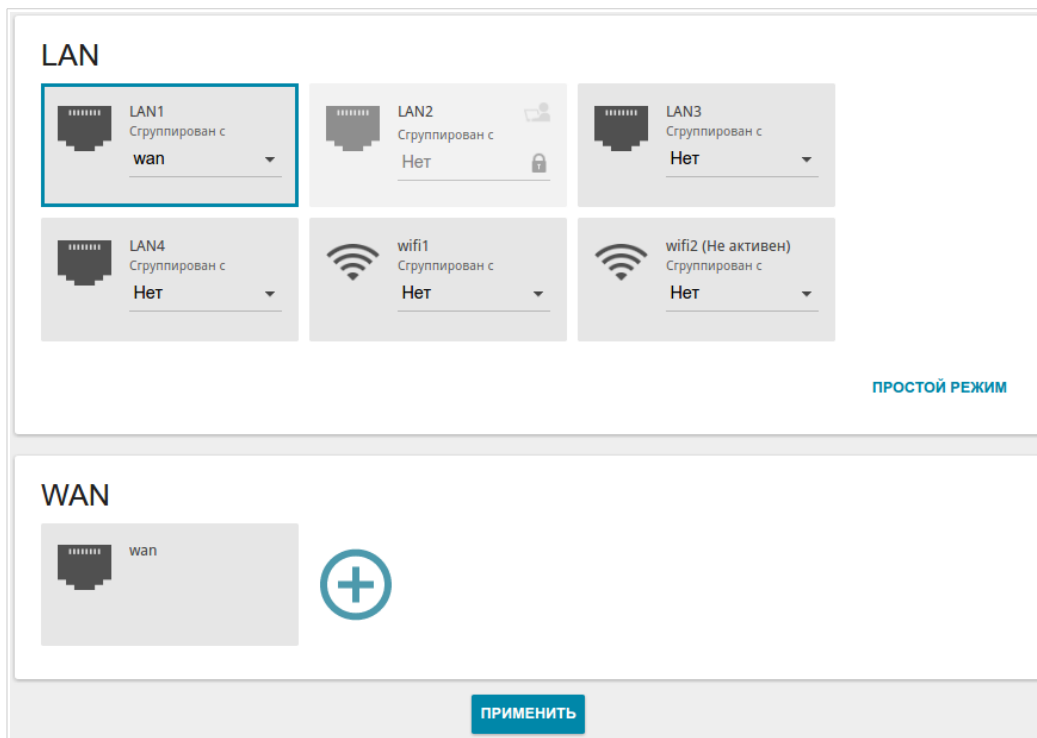 LAN
LAN1
Сгруппирован с
wan
LAN2
Сгруппирован с
Нет
LAN3
Сгруппирован с
Нет
LAN4
Сгруппирован с
Нет
wifi1
Сгруппирован с
Нет
wifi2 (Не активен)
Сгруппирован с
Нет
ПРОСТОЙ РЕЖИМ
WAN
wan
ПРИМЕНИТЬ